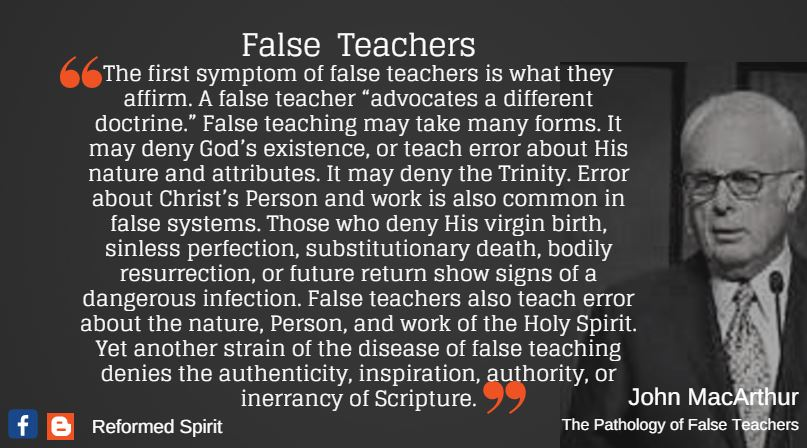 False Teachers
The first symptom of false teachers is what they
affirm. A false teacher “advocates a different
doctrine.” False teaching may take many forms. It
may deny God’s existence, or teach error about His
nature and attributes. It may deny the Trinity. Error
about Christ’s Person and work is also common in
false systems. Those who deny His virgin birth,
sinless perfection, substitutionary death, bodily
resurrection, or future return show signs of a
dangerous infection. False teachers also teach error
about the nature, Person, and work of the Holy Spirit.
Yet another strain of the disease of false teaching
denies the authenticity, inspiration, authority, or
inerrancy of Scripture.
John MacArthur
The Pathology of False Teachers
Reformed Spirit